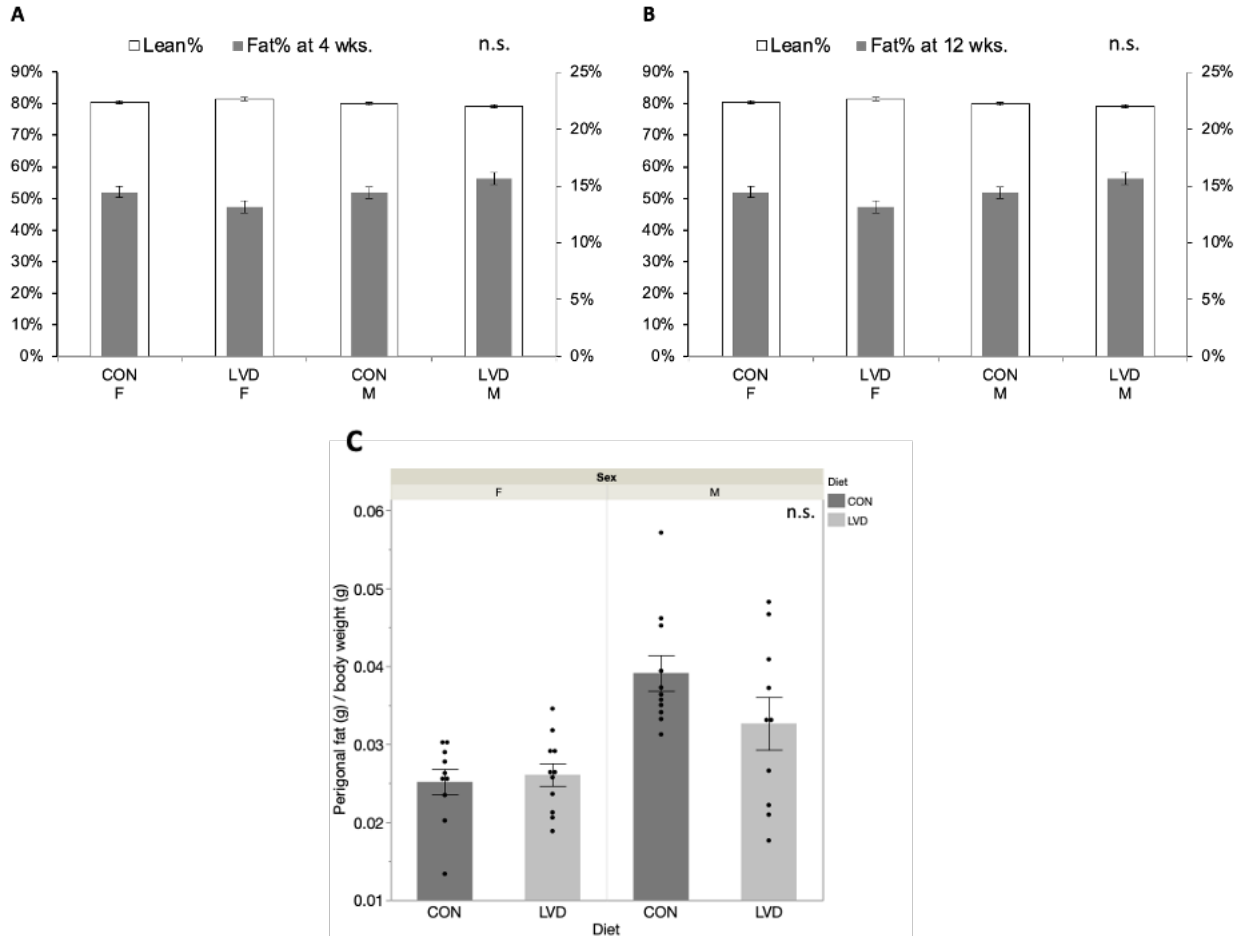 A
Lean% Fat% at 4 wks. n.s.
90%
80%
70%
60%
50%
40%
30%
20%
10%
0%
25%
20%
15%
10%
5%
0%
CON LVD CON LVD
F F M M
B
Lean% Fat% at 12 wks. n.s.
90%
80%
70%
60%
50%
40%
30%
20%
10%
0%
25%
20%
15%
10%
5%
0%
CON LVD CON LVD
F F M M
C
Sex
F M
n.s.
Diet
CON
LVD
Perigonal fat (g) / body weight (g)
0.06
0.05
0.04
0.03
0.02
0.01
CON LVD CON LVD
Diet